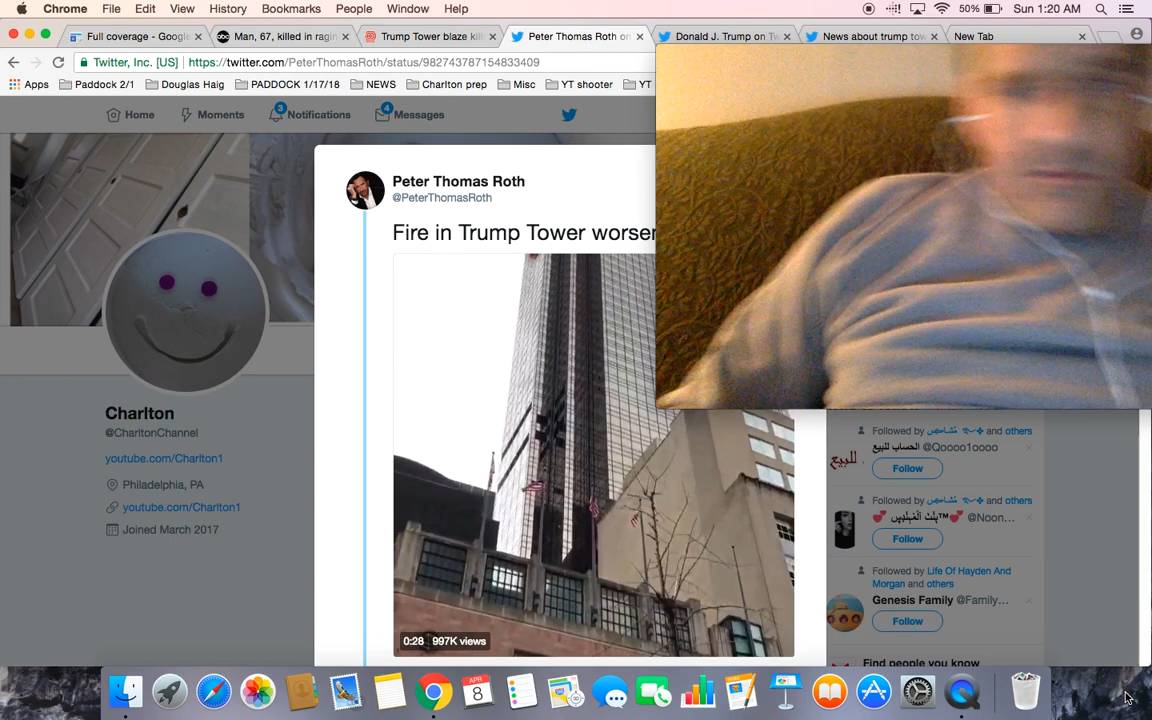 Chrome File Edit View History Bookmarks People Window Help 50% Sun 1:20 AM
Full coverage - Google Man, 67, killed in ragin Trump Tower blaze kill Peter Thomas Roth on Donald J. Trump on Tw News about trump tow New Tab
Twitter, Inc. [US] https://twitter.com/PeterThomasRoth/status/982743787154833409
Apps Paddock 2/1 Douglas Haig PADDOCK 1/17/18 NEWS Charlton prep YT shooter Misc YT
Home Moments Notifications Messages
Peter Thomas Roth
@PeterThomasRoth
Fire in Trump Tower worsen
0:28 997K views
Charlton
@CharltonChannel
youtube.com/Charlton1
Philadelphia, PA
youtube.com/Charlton1
Joined March 2017
Followed by and others
الحساب للبيع @Qoooo1oooo
للبيع
Follow
Followed by and others
@Noon...
Follow
Followed by Life Of Hayden And
Morgan and others
Genesis Family @Family...
Follow
Find people you know
APR
8